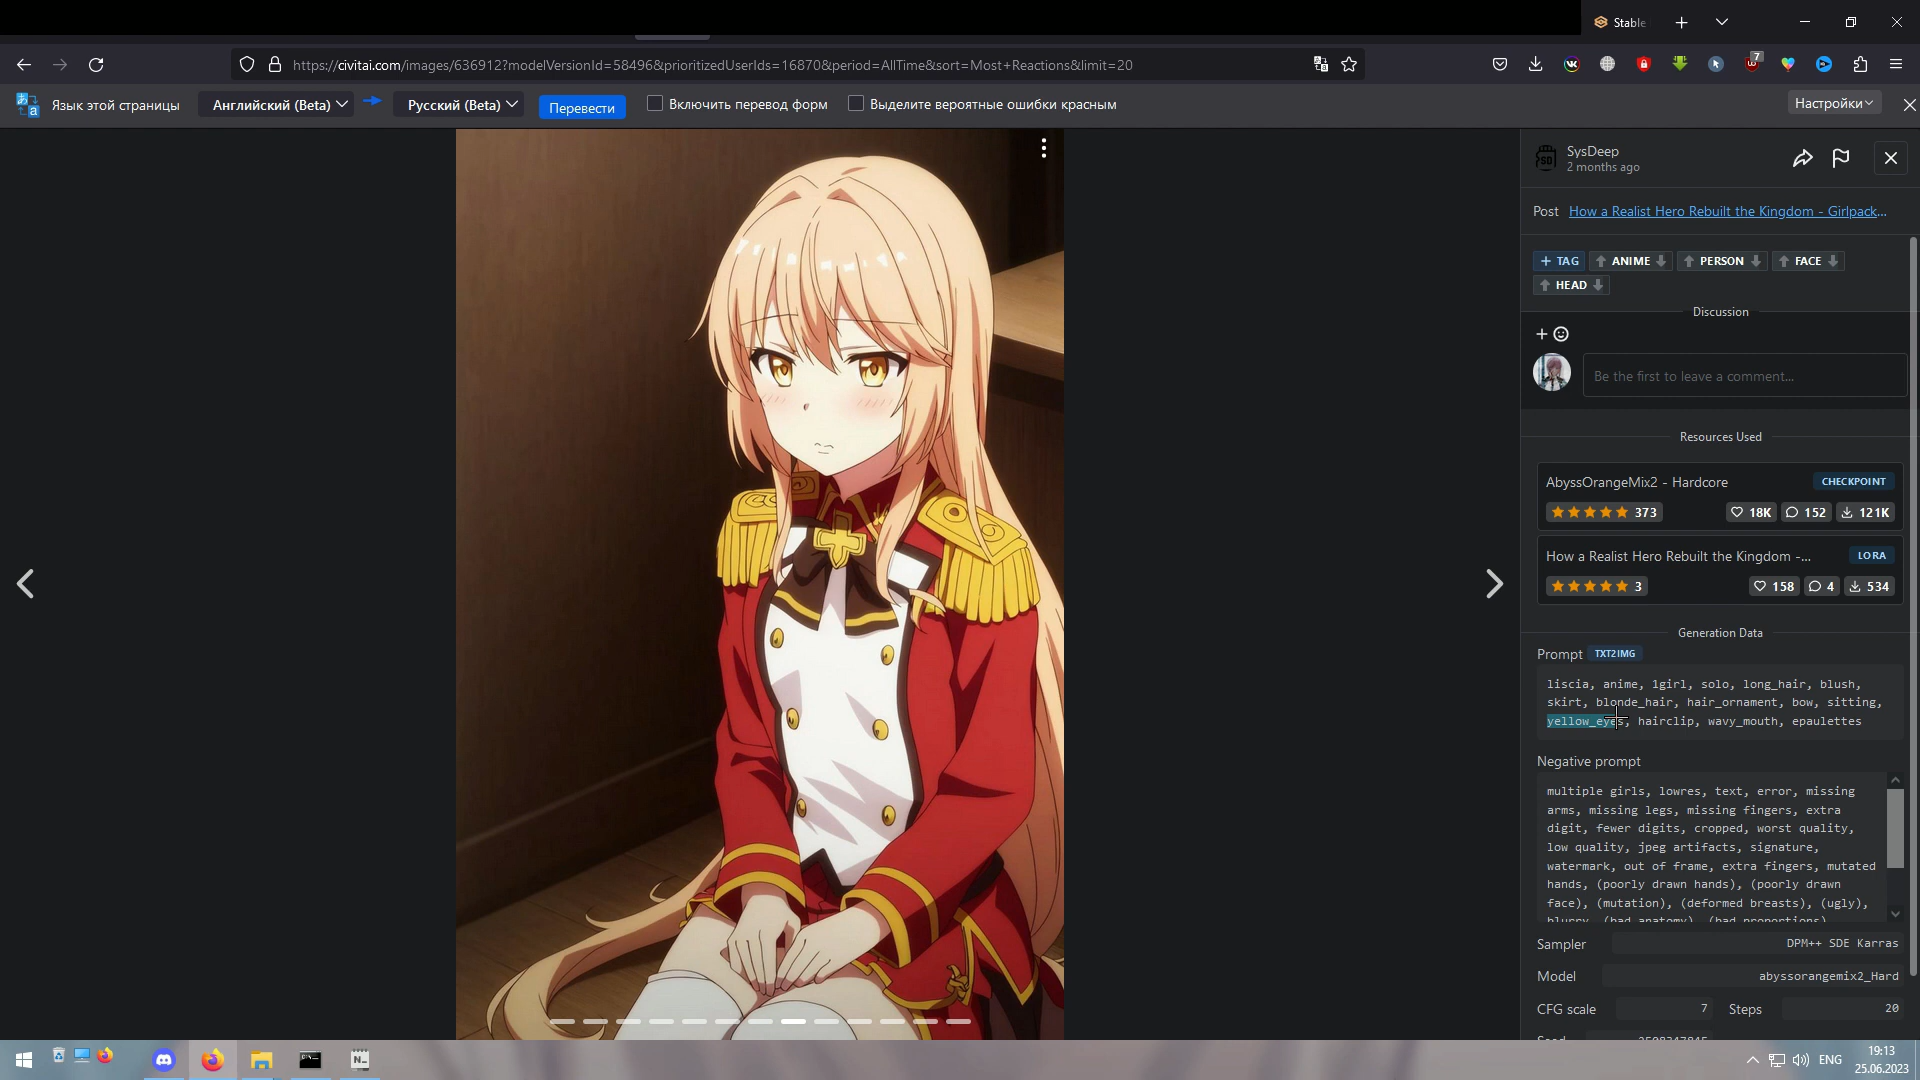 Stable
https://civitai.com/images/636912?modelVersionId=58496&prioritizedUserIds=16870&period=AllTime&sort=Most+Reactions&limit=20
7
Язык этой страницы Английский (Beta) Русский (Beta) Перевести Включить перевод форм Выделите вероятные ошибки красным Настройки
SysDeep
2 months ago
Post How a Realist Hero Rebuilt the Kingdom - Girlpack...
+ TAG ANIME PERSON FACE
HEAD
Discussion
Be the first to leave a comment...
Resources Used
AbyssOrangeMix2 - Hardcore CHECKPOINT
373 18K 152 121K
How a Realist Hero Rebuilt the Kingdom -... LORA
3 158 4 534
Generation Data
Prompt TXT2IMG
liscia, anime, 1girl, solo, long_hair, blush,
skirt, blonde_hair, hair_ornament, bow, sitting,
yellow_eyes, hairclip, wavy_mouth, epaulettes
Negative prompt
multiple girls, lowres, text, error, missing
arms, missing legs, missing fingers, extra
digit, fewer digits, cropped, worst quality,
low quality, jpeg artifacts, signature,
watermark, out of frame, extra fingers, mutated
hands, (poorly drawn hands), (poorly drawn
face), (mutation), (deformed breasts), (ugly),
blurry, (bad anatomy), (bad proportions)
Sampler DPM++ SDE Karras
Model abyssorangemix2_Hard
CFG scale 7 Steps 20
ENG 19:13
25.06.2023